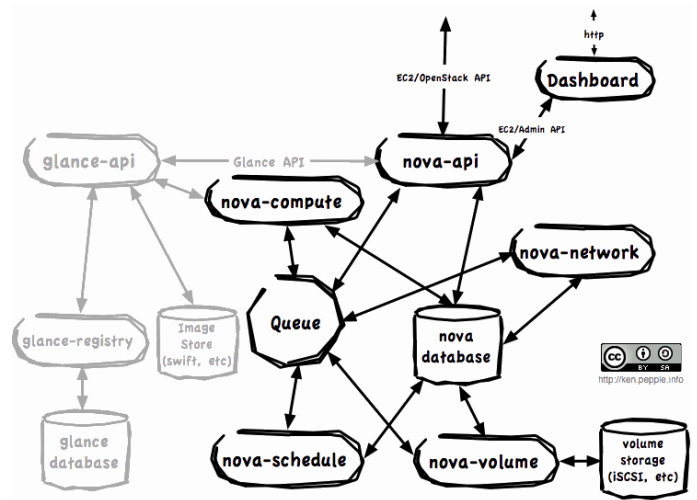 http
Dashboard
EC2/OpenStack API
EC2/Admin API
glance-api
Glance API
nova-api
nova-compute
nova-network
Queue
nova
database
glance-registry
Image
Store
(swift, etc)
cc
BY SA
http://ken.pepple.info
glance
database
nova-schedule
nova-volume
volume
storage
(iSCSI, etc)